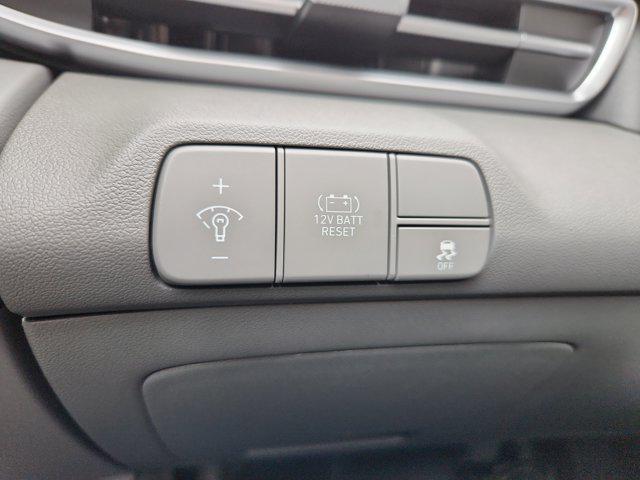 +
12V BATT
RESET
−
OFF